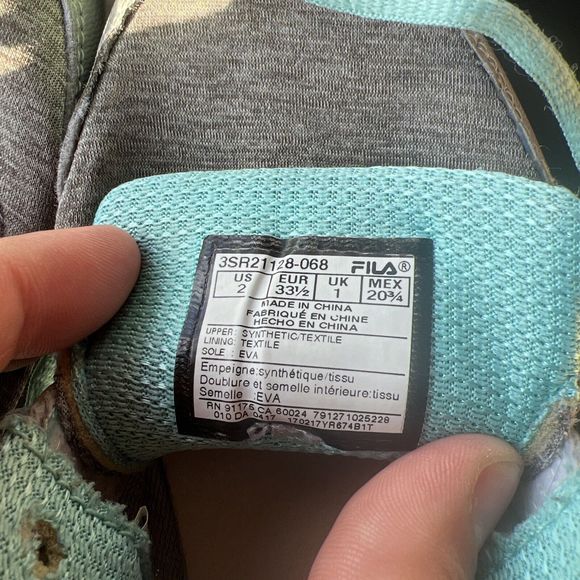 3SR21128-068 FILA®
US EUR UK MEX
2 33½ 1 20¾
MADE IN CHINA
FABRIQUÉ EN CHINE
HECHO EN CHINA
UPPER: SYNTHETIC/TEXTILE
LINING: TEXTILE
SOLE : EVA
Empeigne:synthétique/tissu
Doublure et semelle intérieure:tissu
Semelle :EVA
RN 91175 CA 60024 791271025228
010 DA 0417 170217YR674B1T